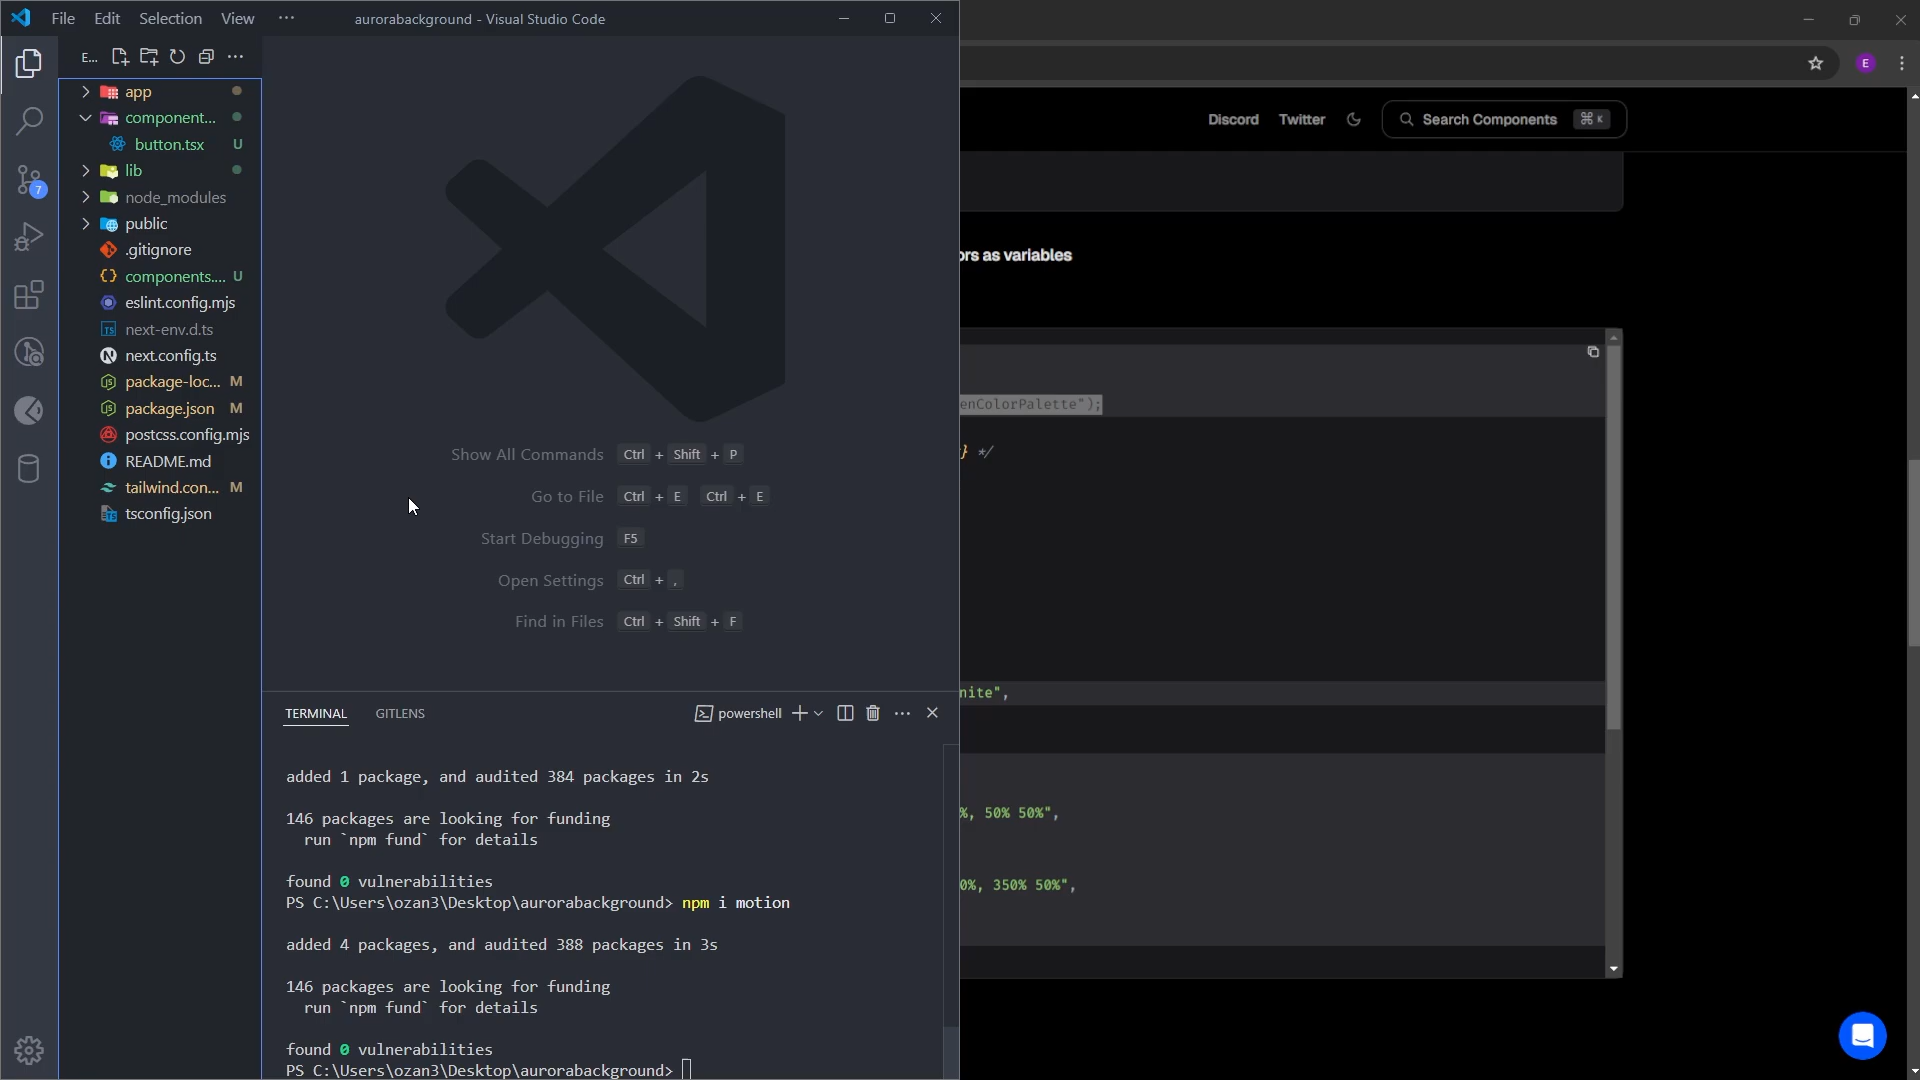 File Edit Selection View ··· aurorabackground - Visual Studio Code
E...
app
component...
button.tsx U
lib
node_modules
public
.gitignore
components.... U
eslint.config.mjs
next-env.d.ts
next.config.ts
package-loc... M
package.json M
postcss.config.mjs
README.md
tailwind.con... M
tsconfig.json
7
Show All Commands Ctrl + Shift + P
Go to File Ctrl + E Ctrl + E
Start Debugging F5
Open Settings Ctrl + ,
Find in Files Ctrl + Shift + F
TERMINAL GITLENS powershell
added 1 package, and audited 384 packages in 2s
146 packages are looking for funding
run `npm fund` for details
found 0 vulnerabilities
PS C:\Users\ozan3\Desktop\aurorabackground> npm i motion
added 4 packages, and audited 388 packages in 3s
146 packages are looking for funding
run `npm fund` for details
found 0 vulnerabilities
PS C:\Users\ozan3\Desktop\aurorabackground>
E
Discord Twitter Search Components ⌘ K
ors as variables
enColorPalette");
} */
nite",
%, 50% 50%",
0%, 350% 50%",